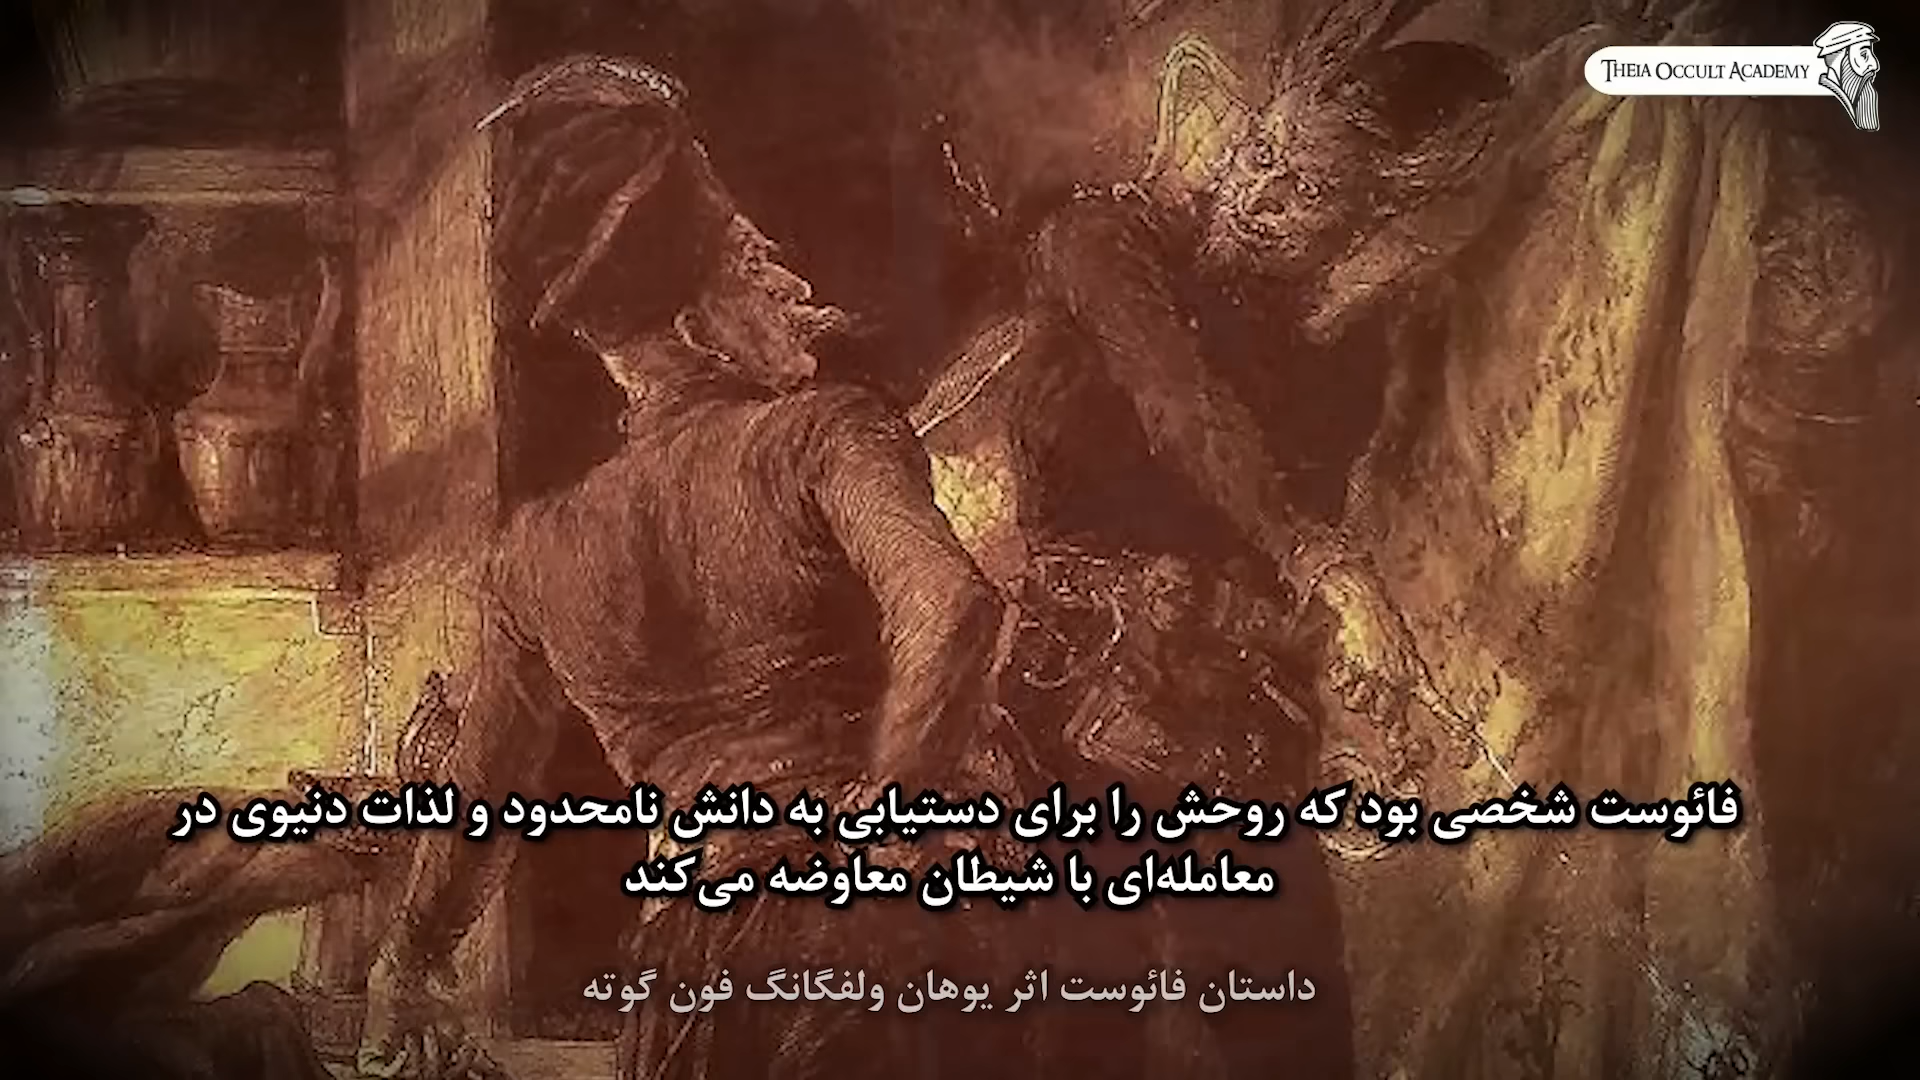 THEIA OCCULT ACADEMY
فائوست شخصی بود که روحش را برای دستیابی به دانش نامحدود و لذات دنیوی در
معامله‌ای با شیطان معاوضه می‌کند
داستان فائوست اثر یوهان ولفگانگ فون گوته